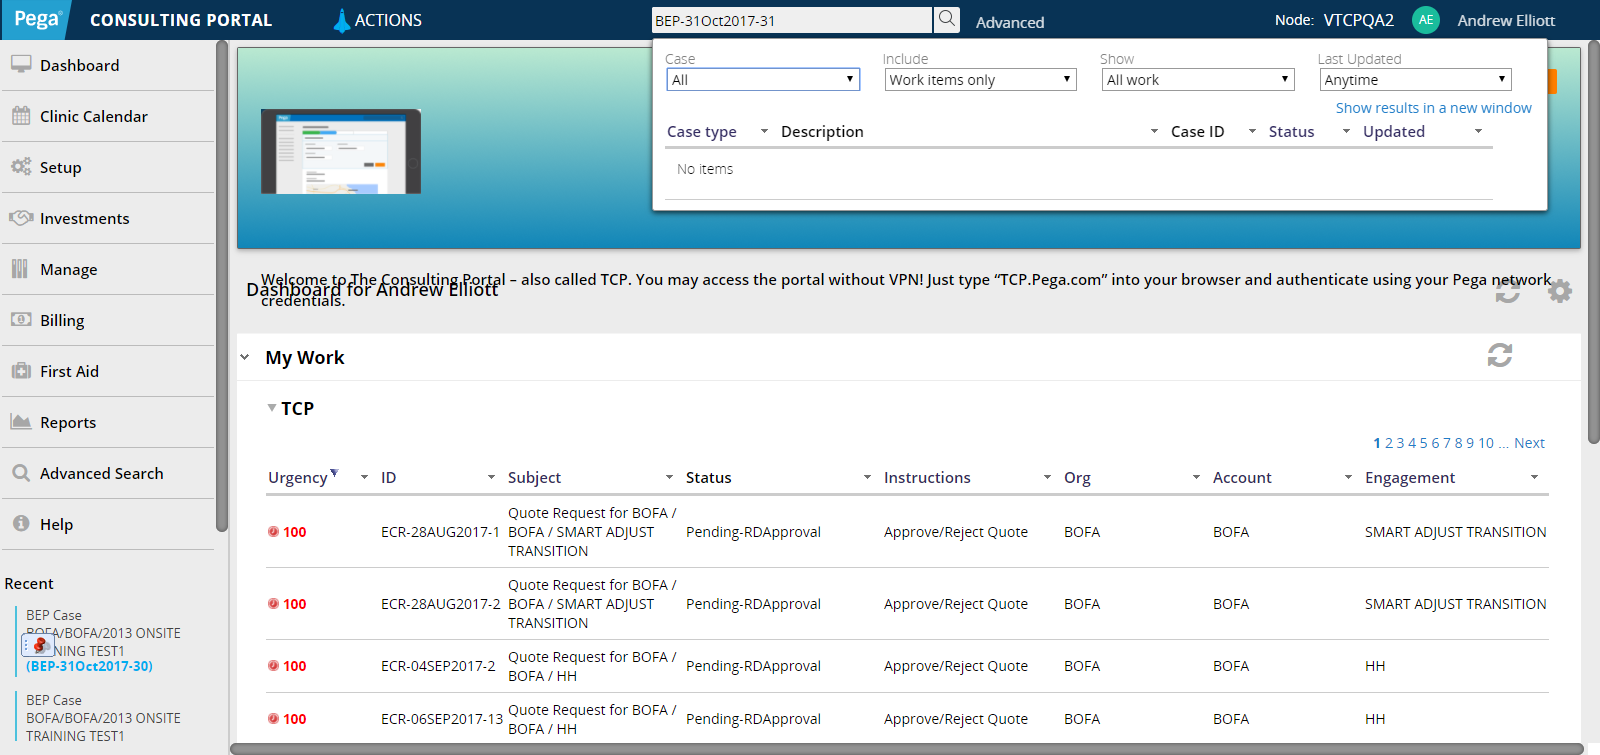 Pega CONSULTING PORTAL ACTIONS BEP-31Oct2017-31 Advanced Node: VTCPQA2 AE Andrew Elliott
Dashboard
Clinic Calendar
Setup
Investments
Manage
Billing
First Aid
Reports
Advanced Search
Help
Recent
BEP Case
BOFA/BOFA/2013 ONSITE
NING TEST1
(BEP-31Oct2017-30)
BEP Case
BOFA/BOFA/2013 ONSITE
TRAINING TEST1
Case Include Show Last Updated
All Work items only All work Anytime
Show results in a new window
Case type Description Case ID Status Updated
No items
Pega
Welcome to The Consulting Portal – also called TCP. You may access the portal without VPN! Just type “TCP.Pega.com” into your browser and authenticate using your Pega network
Dashboard for Andrew Elliott
credentials.
My Work
TCP
1 2 3 4 5 6 7 8 9 10 ... Next
Urgency ID Subject Status Instructions Org Account Engagement
Quote Request for BOFA /
100 ECR-28AUG2017-1 BOFA / SMART ADJUST Pending-RDApproval Approve/Reject Quote BOFA BOFA SMART ADJUST TRANSITION
TRANSITION
Quote Request for BOFA /
100 ECR-28AUG2017-2 BOFA / SMART ADJUST Pending-RDApproval Approve/Reject Quote BOFA BOFA SMART ADJUST TRANSITION
TRANSITION
Quote Request for BOFA /
100 ECR-04SEP2017-2 Pending-RDApproval Approve/Reject Quote BOFA BOFA HH
BOFA / HH
Quote Request for BOFA /
100 ECR-06SEP2017-13 Pending-RDApproval Approve/Reject Quote BOFA BOFA HH
BOFA / HH